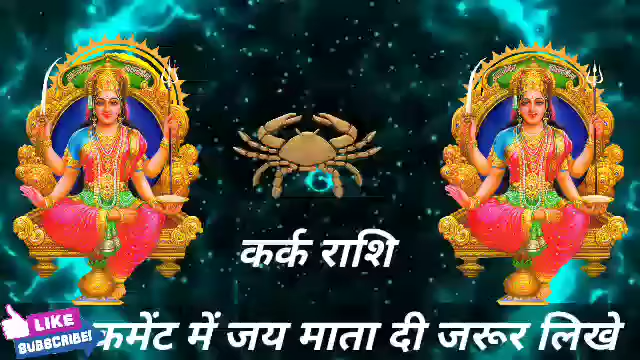 कर्क राशि
LIKE
SUBSCRIBE!
कमेंट में जय माता दी जरूर लिखे